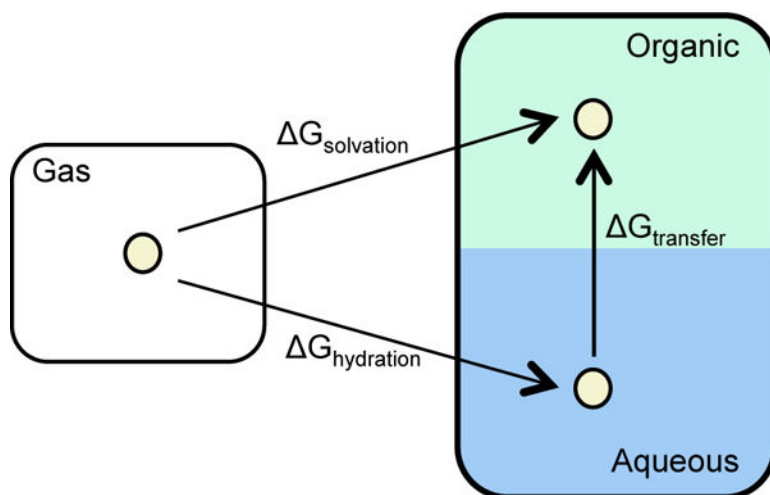 Organic
ΔGsolvation
Gas
ΔGtransfer
ΔGhydration
Aqueous